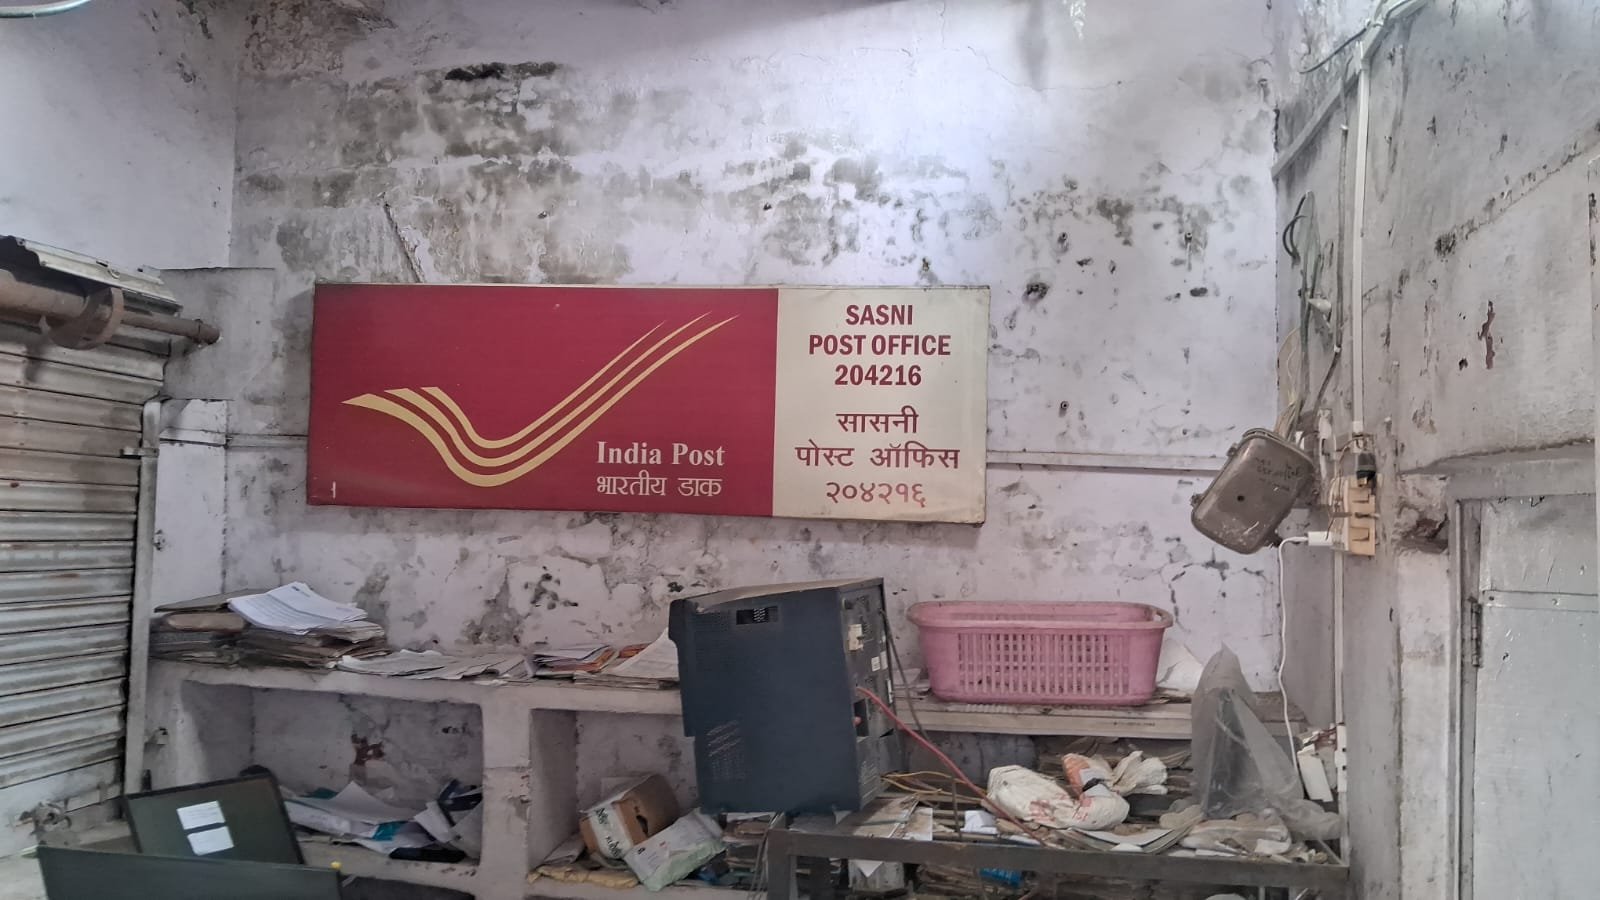 SASNI
POST OFFICE
204216
सासनी
पोस्ट ऑफिस
२०४२१६
India Post
भारतीय डाक